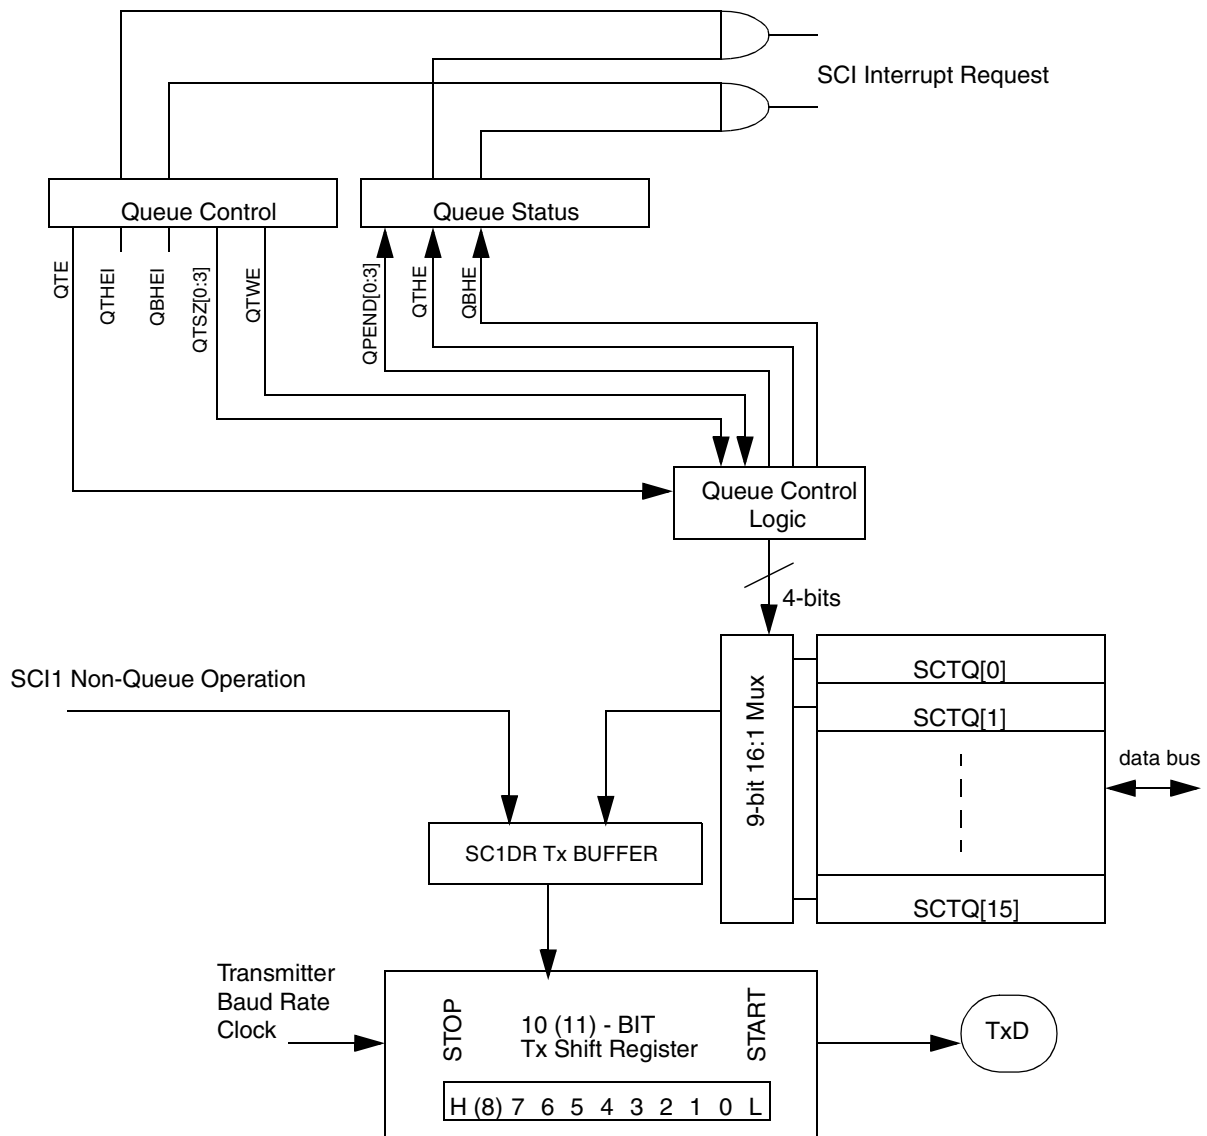 SCI Interrupt Request
Queue Control
Queue Status
QTE
QTHEI
QBHEI
QTSZ[0:3]
QTWE
QPEND[0:3]
QTHE
QBHE
Queue Control
Logic
4-bits
SCI1 Non-Queue Operation
9-bit 16:1 Mux
SCTQ[0]
SCTQ[1]
data bus
SC1DR Tx BUFFER
SCTQ[15]
Transmitter
Baud Rate
Clock
STOP
10 (11) - BIT
Tx Shift Register
START
TxD
H (8) 7 6 5 4 3 2 1 0 L